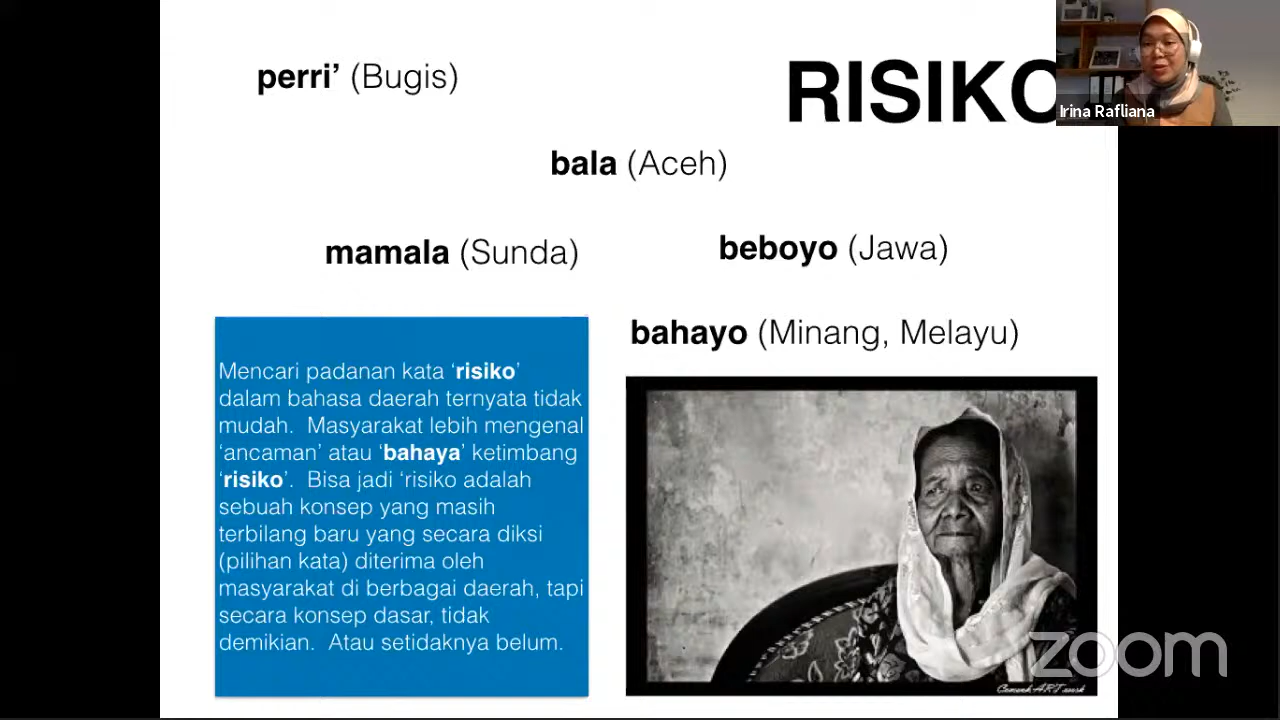 perri’ (Bugis)
RISIKO
Irina Rafliana
bala (Aceh)
mamala (Sunda)
beboyo (Jawa)
bahayo (Minang, Melayu)
Mencari padanan kata ‘risiko’
dalam bahasa daerah ternyata tidak
mudah.  Masyarakat lebih mengenal
‘ancaman’ atau ‘bahaya’ ketimbang
‘risiko’.  Bisa jadi ‘risiko adalah
sebuah konsep yang masih
terbilang baru yang secara diksi
(pilihan kata) diterima oleh
masyarakat di berbagai daerah, tapi
secara konsep dasar, tidak
demikian.  Atau setidaknya belum.
zoom